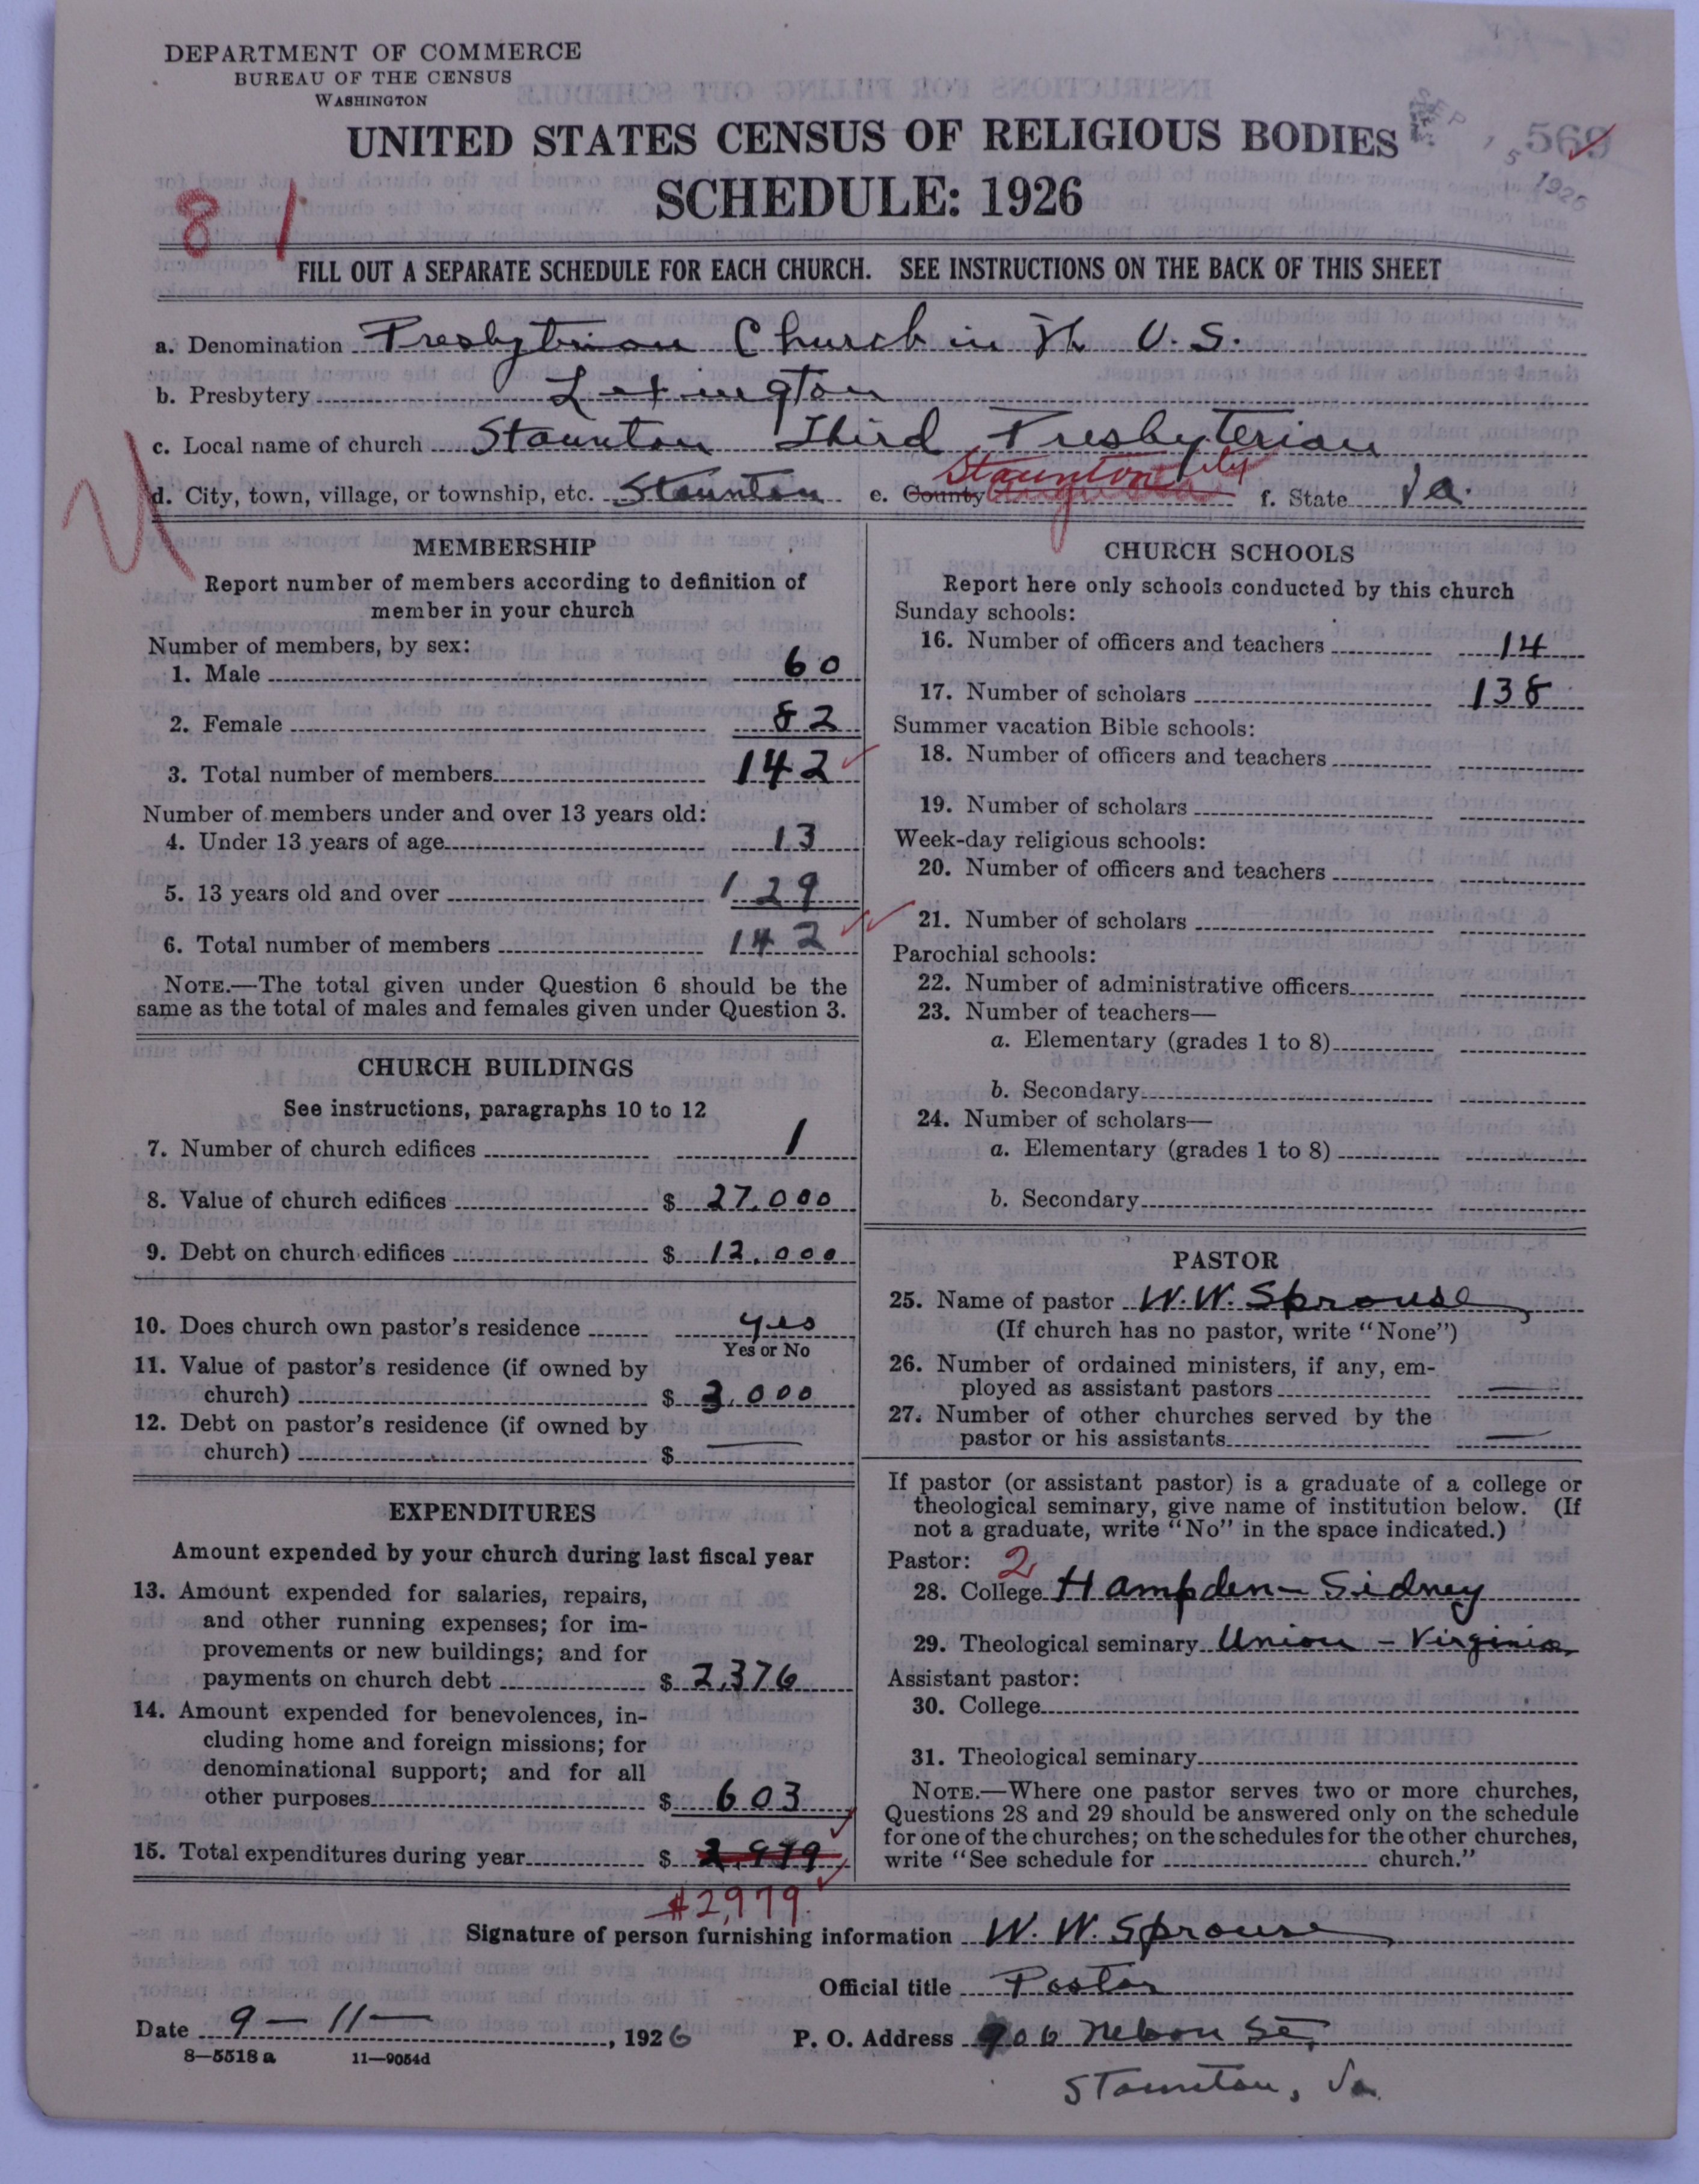 DEPARTMENT OF COMMERCE
BUREAU OF THE CENSUS
WASHINGTON
UNITED STATES CENSUS OF RELIGIOUS BODIES
SEP 15 1926
569
SCHEDULE: 1926
8 1
FILL OUT A SEPARATE SCHEDULE FOR EACH CHURCH. SEE INSTRUCTIONS ON THE BACK OF THIS SHEET
a. Denomination Presbyterian Church in The U.S.
b. Presbytery Lexington
c. Local name of church Staunton Third Presbyterian
d. City, town, village, or township, etc. Staunton e. County Staunton City f. State Va.
MEMBERSHIP
Report number of members according to definition of
member in your church
Number of members, by sex:
1. Male 60
2. Female 82
3. Total number of members 142
Number of members under and over 13 years old:
4. Under 13 years of age 13
5. 13 years old and over 129
6. Total number of members 142
NOTE.—The total given under Question 6 should be the
same as the total of males and females given under Question 3.
CHURCH BUILDINGS
See instructions, paragraphs 10 to 12
7. Number of church edifices 1
8. Value of church edifices $ 27,000
9. Debt on church edifices $ 12,000
10. Does church own pastor's residence yes
Yes or No
11. Value of pastor's residence (if owned by
church) $ 3,000
12. Debt on pastor's residence (if owned by
church) $ —
EXPENDITURES
Amount expended by your church during last fiscal year
13. Amount expended for salaries, repairs,
and other running expenses; for im-
provements or new buildings; and for
payments on church debt $ 2,376
14. Amount expended for benevolences, in-
cluding home and foreign missions; for
denominational support; and for all
other purposes $ 603
15. Total expenditures during year $ 2,979
$2,979.
CHURCH SCHOOLS
Report here only schools conducted by this church
Sunday schools:
16. Number of officers and teachers 14
17. Number of scholars 138
Summer vacation Bible schools:
18. Number of officers and teachers
19. Number of scholars
Week-day religious schools:
20. Number of officers and teachers
21. Number of scholars
Parochial schools:
22. Number of administrative officers
23. Number of teachers—
a. Elementary (grades 1 to 8)
b. Secondary
24. Number of scholars—
a. Elementary (grades 1 to 8)
b. Secondary
PASTOR
25. Name of pastor W. W. Sprouse
(If church has no pastor, write "None")
26. Number of ordained ministers, if any, em-
ployed as assistant pastors —
27. Number of other churches served by the
pastor or his assistants —
If pastor (or assistant pastor) is a graduate of a college or
theological seminary, give name of institution below. (If
not a graduate, write "No" in the space indicated.)
Pastor: 2
28. College Hampden-Sidney
29. Theological seminary Union - Virginia
Assistant pastor:
30. College
31. Theological seminary
NOTE.—Where one pastor serves two or more churches,
Questions 28 and 29 should be answered only on the schedule
for one of the churches; on the schedules for the other churches,
write "See schedule for church."
Signature of person furnishing information W. W. Sprouse
Official title Pastor
Date 9 — 11 — , 1926 P. O. Address 906 Nelson St,
8—5518 a 11—9054d
Staunton, Va.